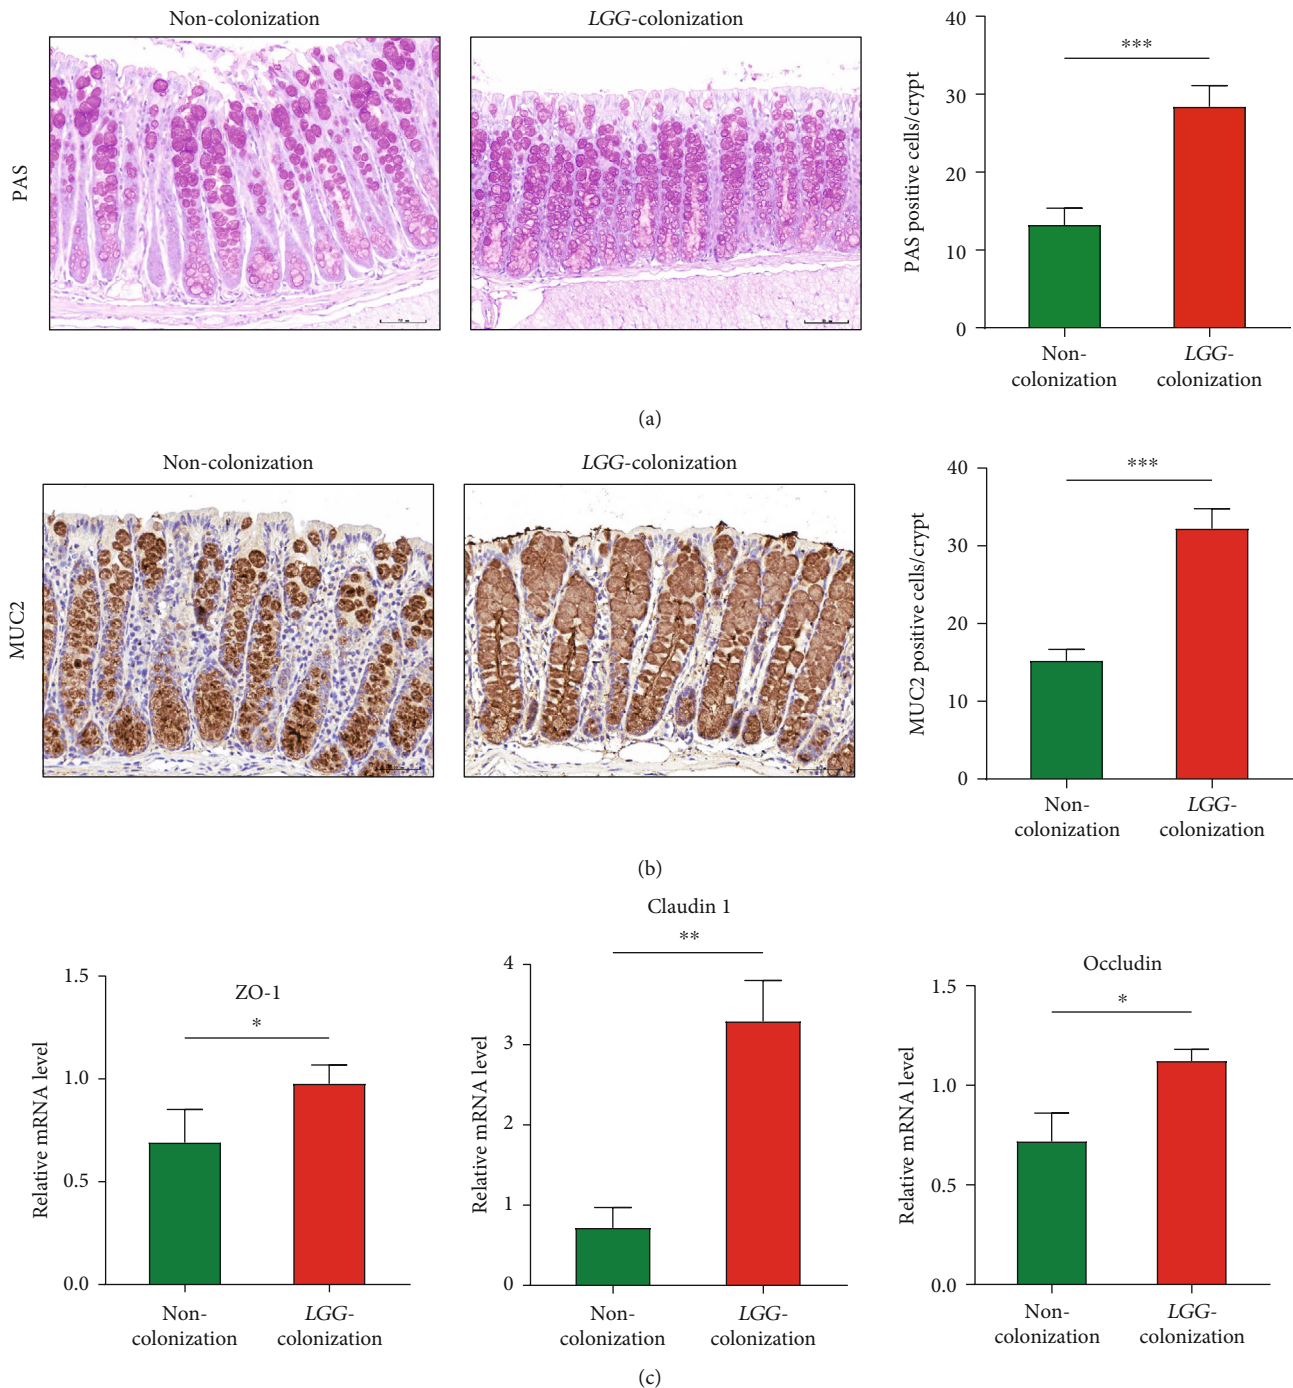 Non-colonization
LGG-colonization
PAS
PAS positive cells/crypt
40
30
20
10
0
***
Non-
colonization
LGG-
colonization
(a)
Non-colonization
LGG-colonization
MUC2
MUC2 positive cells/crypt
40
30
20
10
0
***
Non-
colonization
LGG-
colonization
(b)
ZO-1
Relative mRNA level
1.5
1.0
0.5
0.0
*
Non-
colonization
LGG-
colonization
Claudin 1
Relative mRNA level
4
3
2
1
0
**
Non-
colonization
LGG-
colonization
Occludin
Relative mRNA level
1.5
1.0
0.5
0.0
*
Non-
colonization
LGG-
colonization
(c)